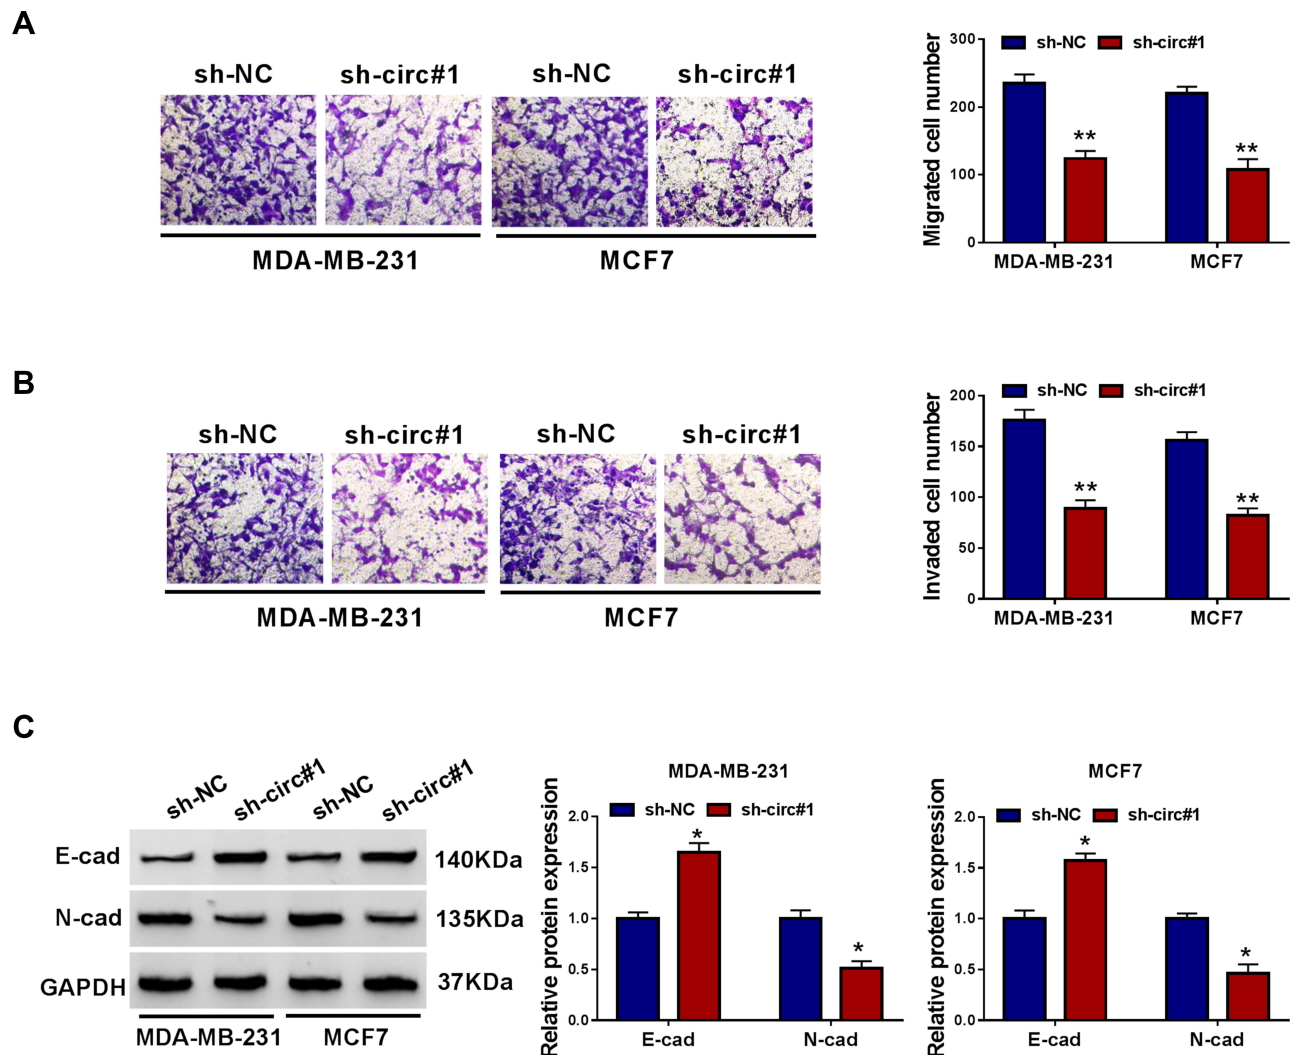 A
sh-NC
sh-circ#1
sh-NC
sh-circ#1
MDA-MB-231
MCF7
Migrated cell number
300
200
100
0
sh-NC
sh-circ#1
**
**
MDA-MB-231
MCF7
B
sh-NC
sh-circ#1
sh-NC
sh-circ#1
MDA-MB-231
MCF7
Invaded cell number
200
150
100
50
0
sh-NC
sh-circ#1
**
**
MDA-MB-231
MCF7
C
sh-NC
sh-circ#1
sh-NC
sh-circ#1
E-cad
140KDa
N-cad
135KDa
GAPDH
37KDa
MDA-MB-231
MCF7
MDA-MB-231
Relative protein expression
2.0
1.5
1.0
0.5
0.0
sh-NC
sh-circ#1
*
*
E-cad
N-cad
MCF7
Relative protein expression
2.0
1.5
1.0
0.5
0.0
sh-NC
sh-circ#1
*
*
E-cad
N-cad